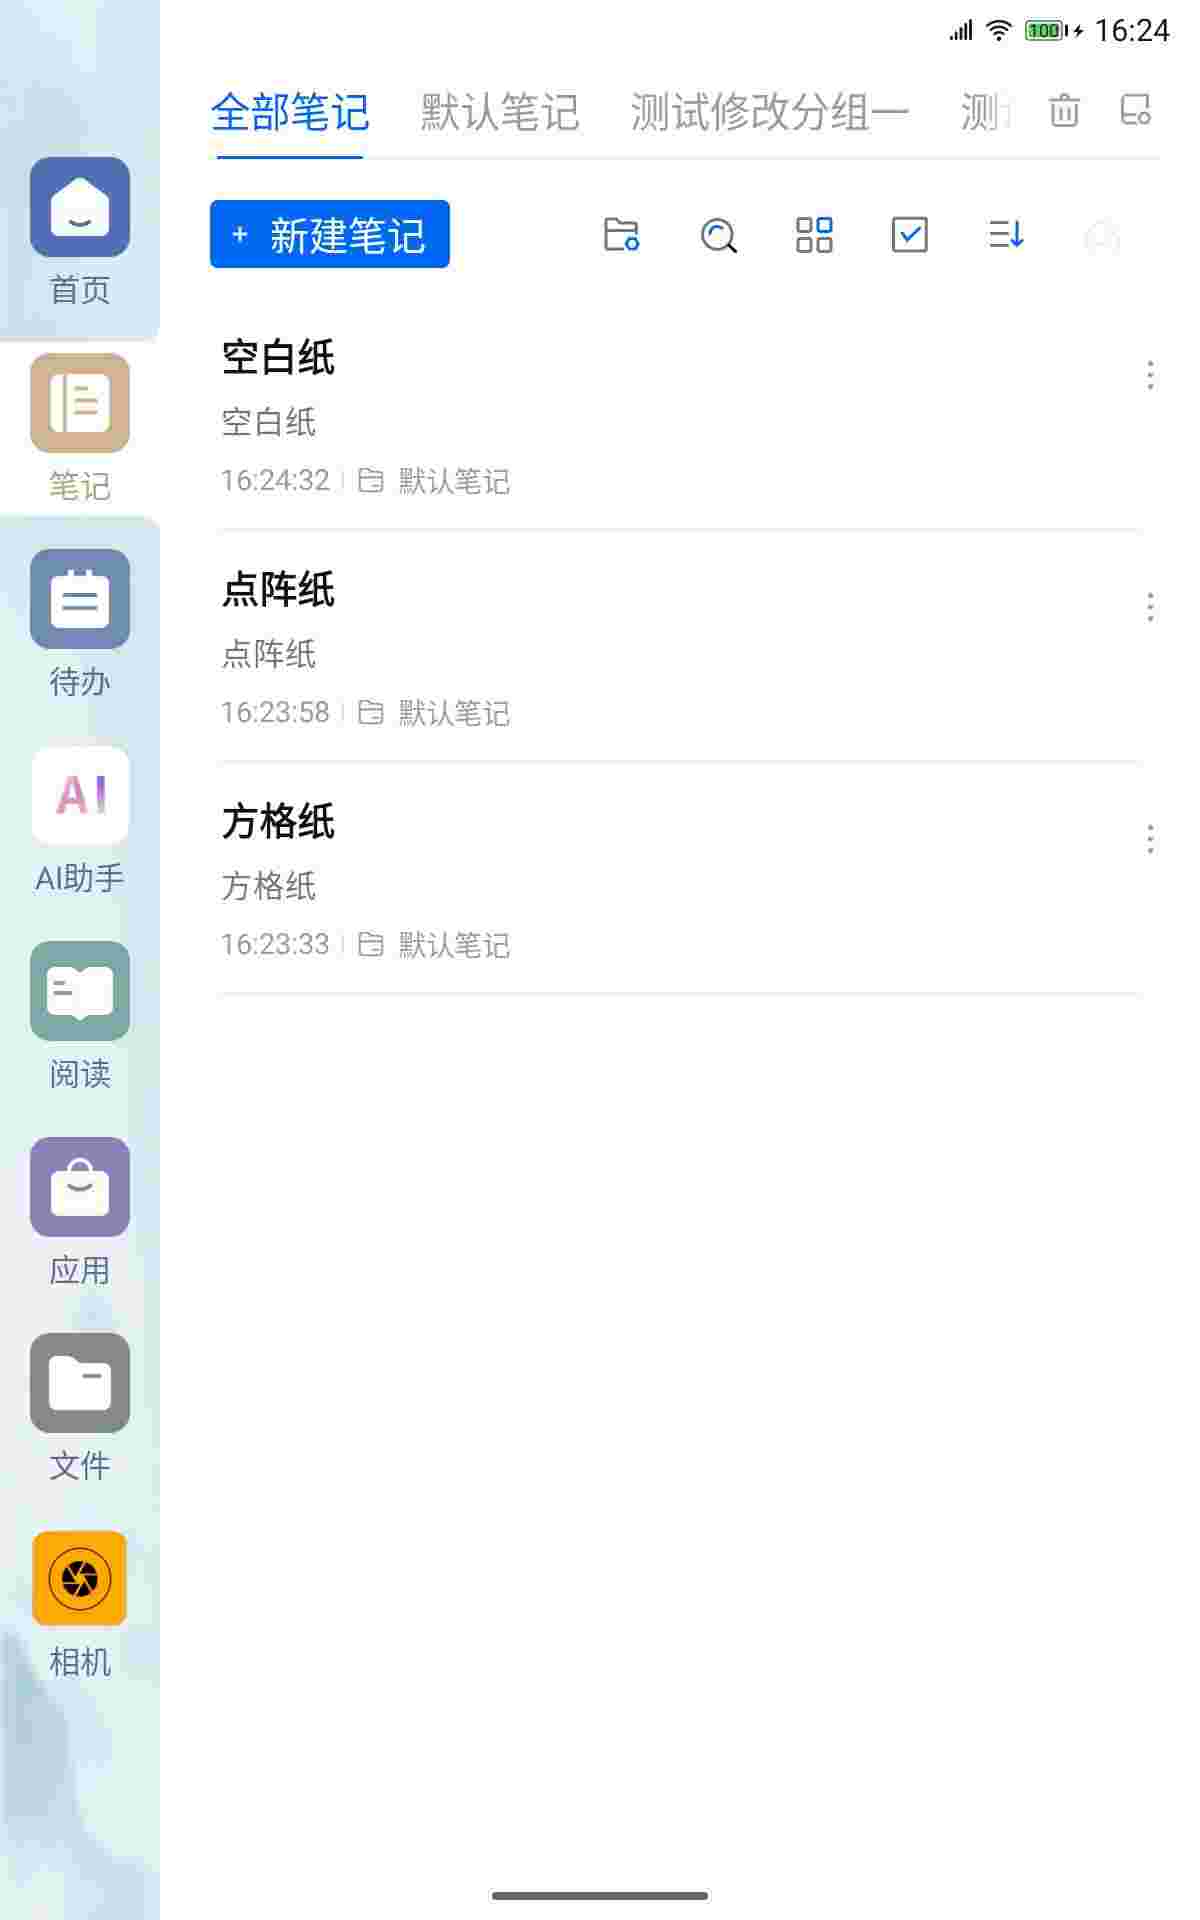 100 16:24
全部笔记 默认笔记 测试修改分组一 测
+ 新建笔记
首页
笔记
待办
AI
AI助手
阅读
应用
文件
相机
空白纸
空白纸
16:24:32 默认笔记
点阵纸
点阵纸
16:23:58 默认笔记
方格纸
方格纸
16:23:33 默认笔记